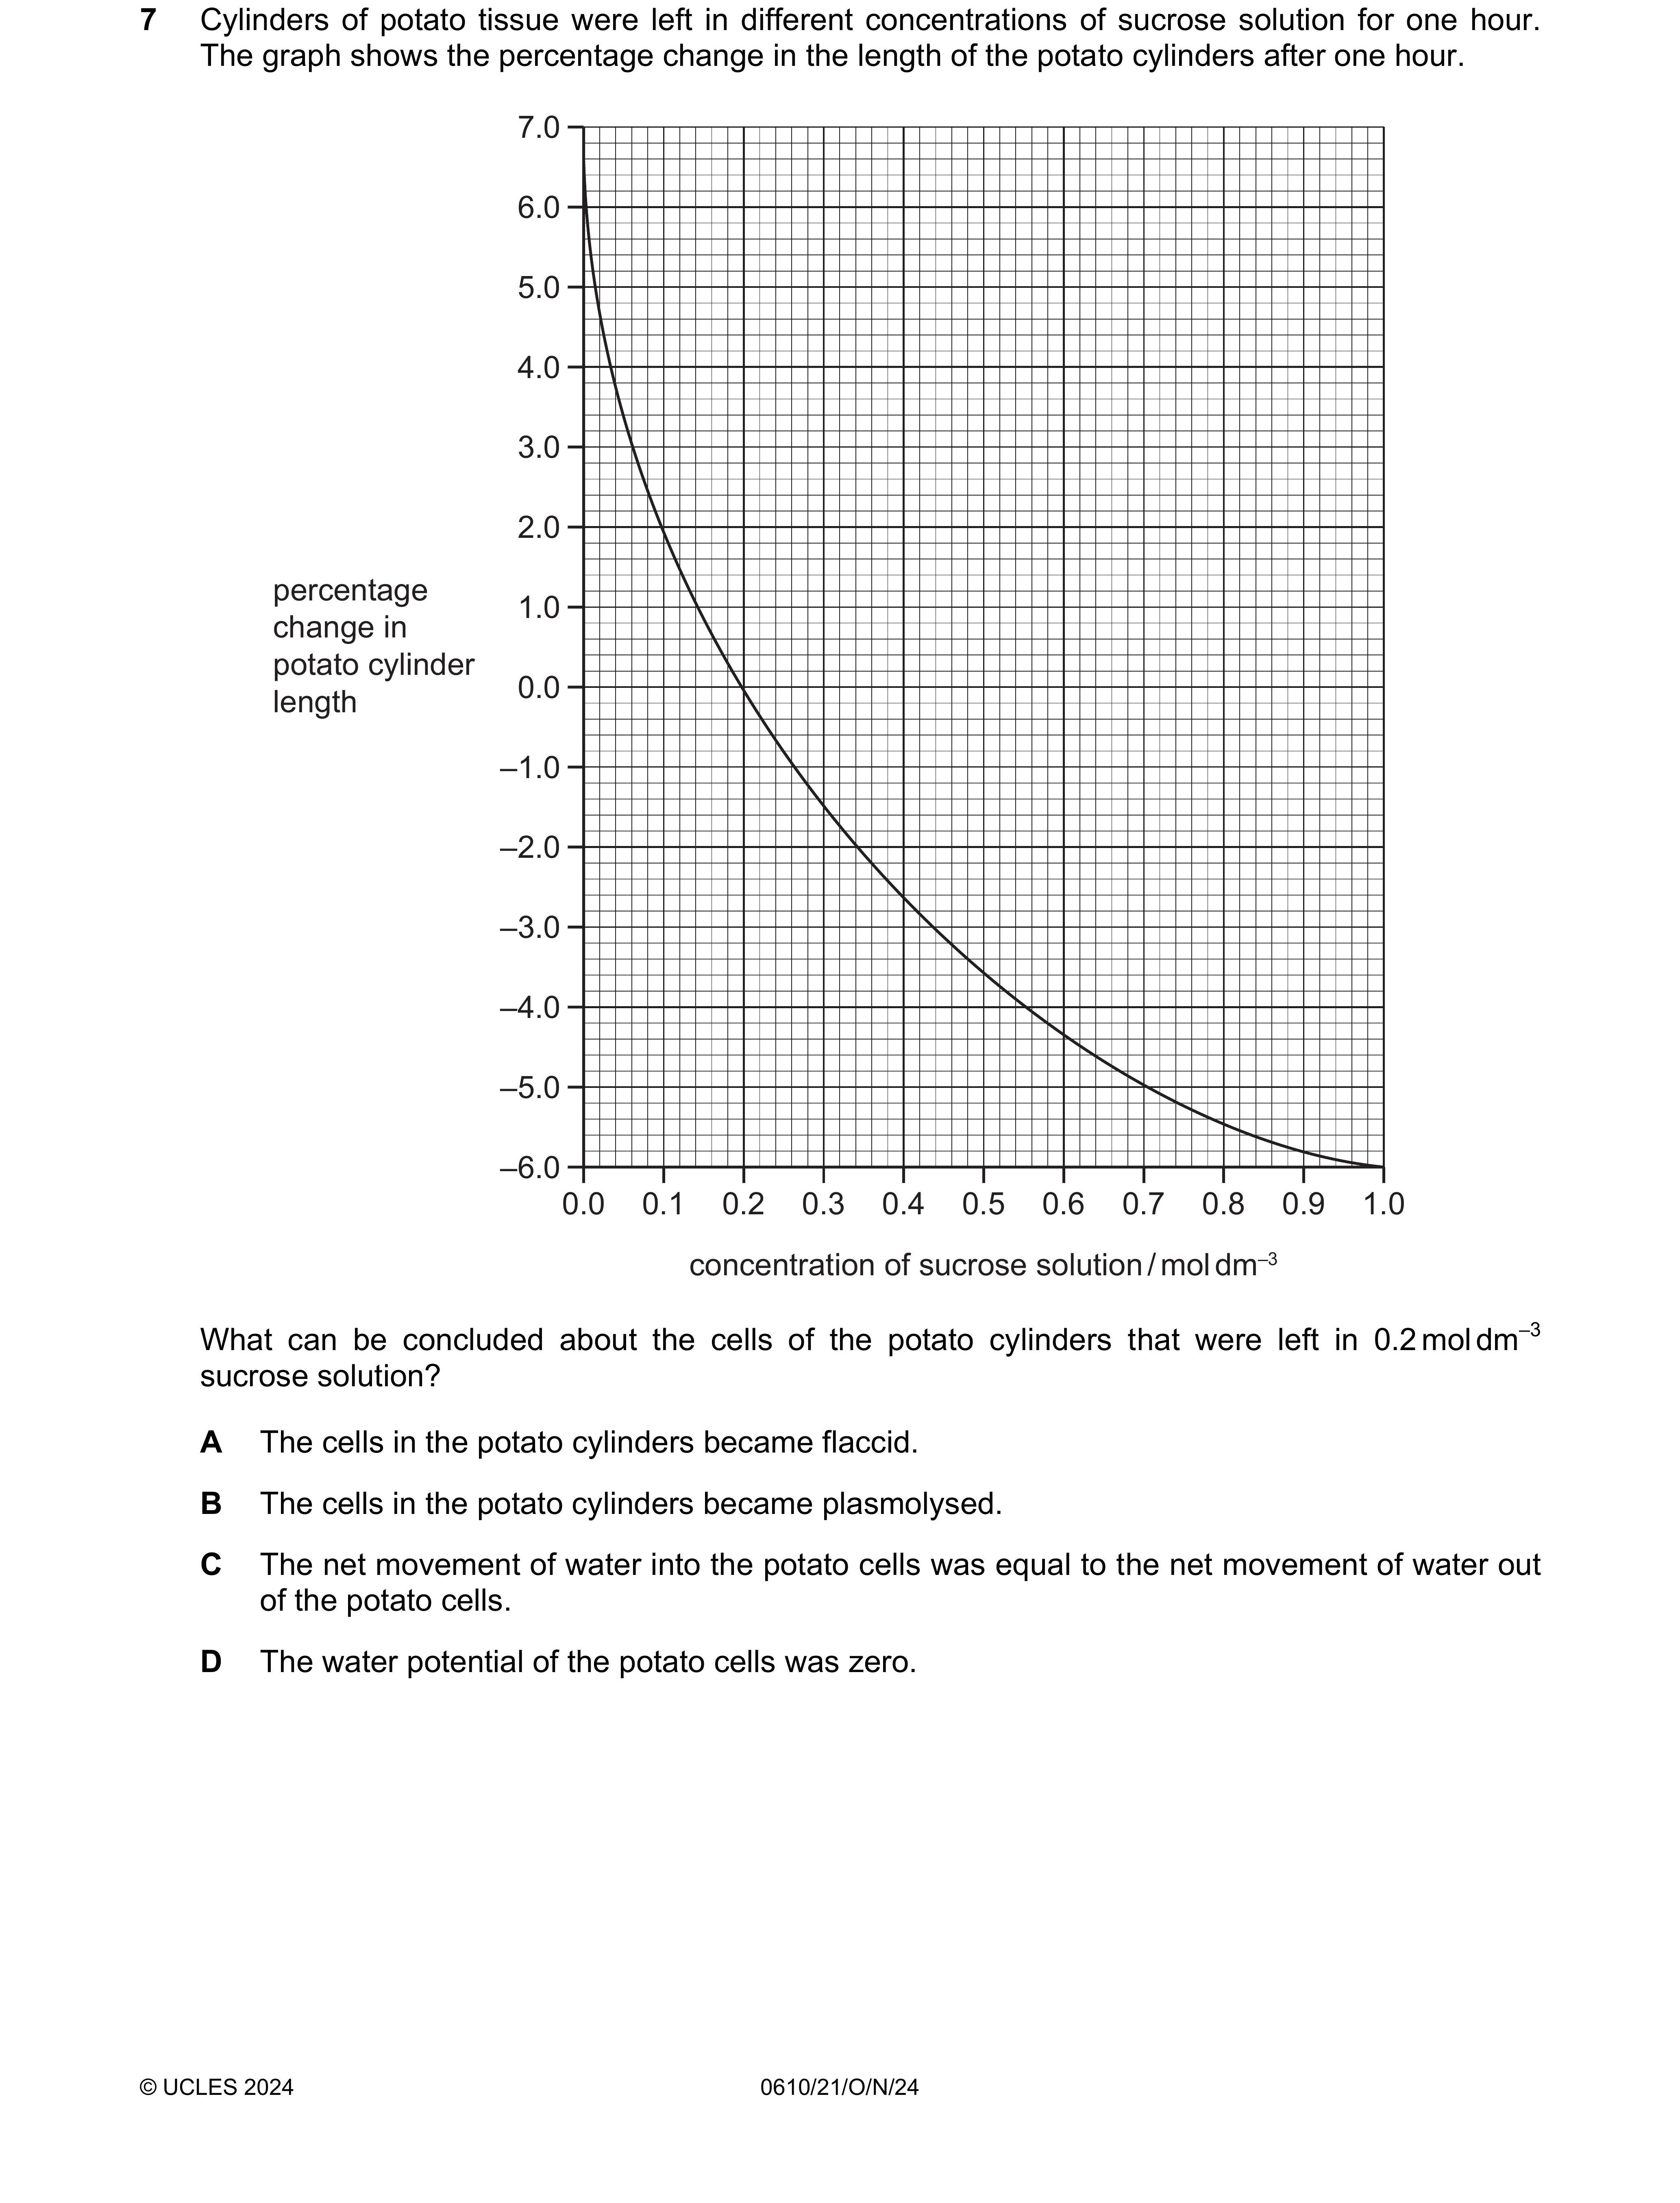 7 Cylinders of potato tissue were left in different concentrations of sucrose solution for one hour.
The graph shows the percentage change in the length of the potato cylinders after one hour.
7.0
6.0
5.0
4.0
3.0
2.0
1.0
0.0
–1.0
–2.0
–3.0
–4.0
–5.0
–6.0
percentage
change in
potato cylinder
length
0.0 0.1 0.2 0.3 0.4 0.5 0.6 0.7 0.8 0.9 1.0
concentration of sucrose solution / mol dm⁻³
What can be concluded about the cells of the potato cylinders that were left in 0.2 mol dm⁻³
sucrose solution?
A The cells in the potato cylinders became flaccid.
B The cells in the potato cylinders became plasmolysed.
C The net movement of water into the potato cells was equal to the net movement of water out
of the potato cells.
D The water potential of the potato cells was zero.
© UCLES 2024 0610/21/O/N/24